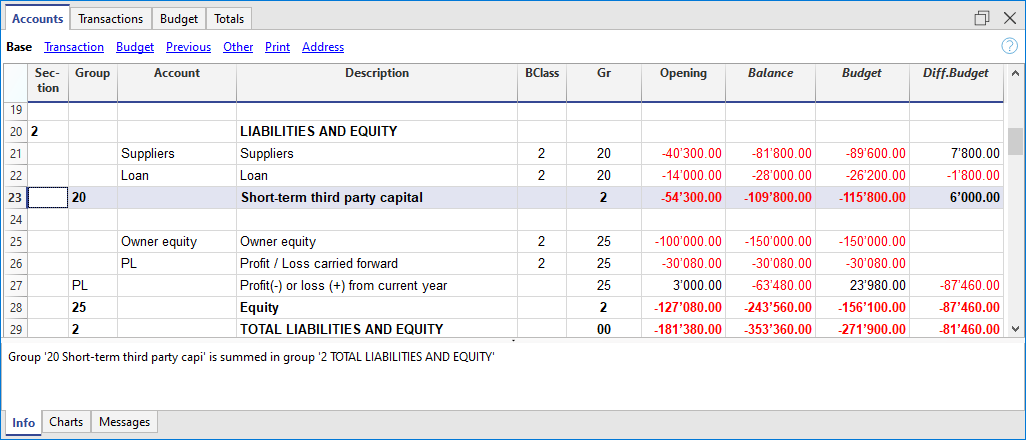 Accounts Transactions Budget Totals
Base Transaction Budget Previous Other Print Address
Sec-tion Group Account Description BClass Gr Opening Balance Budget Diff.Budget
19
20 2 LIABILITIES AND EQUITY
21 Suppliers Suppliers 2 20 -40'300.00 -81'800.00 -89'600.00 7'800.00
22 Loan Loan 2 20 -14'000.00 -28'000.00 -26'200.00 -1'800.00
23 20 Short-term third party capital 2 -54'300.00 -109'800.00 -115'800.00 6'000.00
24
25 Owner equity Owner equity 2 25 -100'000.00 -150'000.00 -150'000.00
26 PL Profit / Loss carried forward 2 25 -30'080.00 -30'080.00 -30'080.00
27 PL Profit(-) or loss (+) from current year 25 3'000.00 -63'480.00 23'980.00 -87'460.00
28 25 Equity 2 -127'080.00 -243'560.00 -156'100.00 -87'460.00
29 2 TOTAL LIABILITIES AND EQUITY 00 -181'380.00 -353'360.00 -271'900.00 -81'460.00
Group '20 Short-term third party capi' is summed in group '2 TOTAL LIABILITIES AND EQUITY'
Info Charts Messages